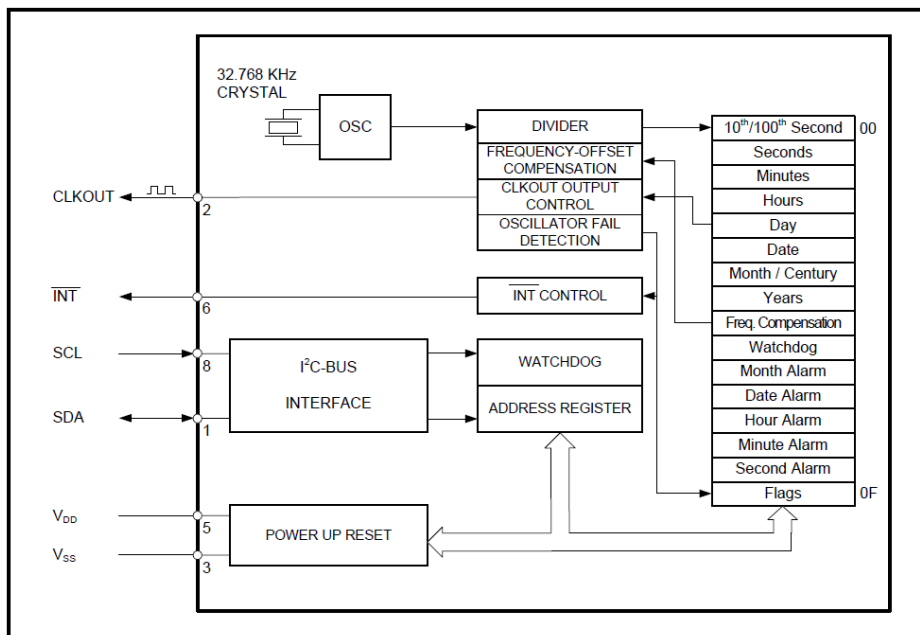 32.768 KHz
CRYSTAL
OSC
DIVIDER
FREQUENCY-OFFSET
COMPENSATION
CLKOUT OUTPUT
CONTROL
OSCILLATOR FAIL
DETECTION
10th/100th Second
00
Seconds
Minutes
Hours
Day
Date
Month / Century
Years
Freq. Compensation
Watchdog
Month Alarm
Date Alarm
Hour Alarm
Minute Alarm
Second Alarm
Flags
0F
CLKOUT
2
INT
6
INT CONTROL
SCL
8
SDA
1
I2C-BUS
INTERFACE
WATCHDOG
ADDRESS REGISTER
VDD
5
VSS
3
POWER UP RESET